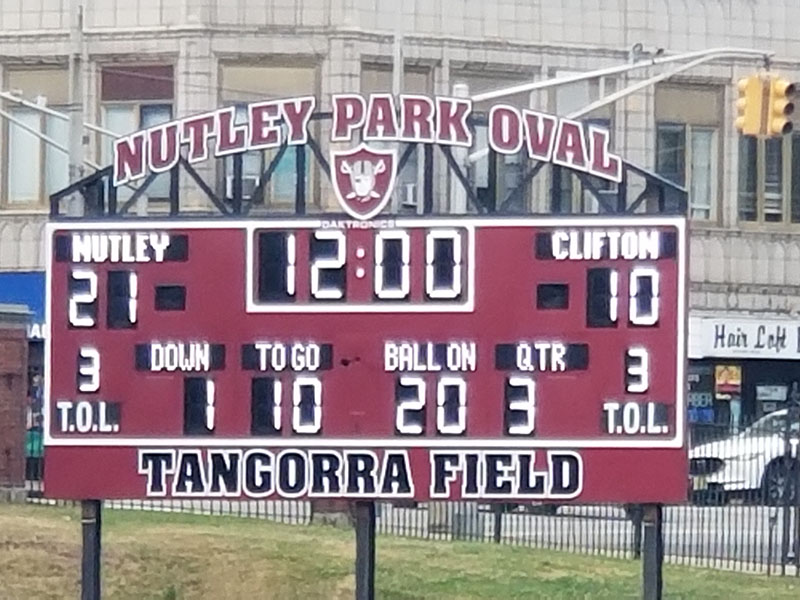 NUTLEY PARK OVAL
DAKTRONICS
NUTLEY 12:00 CLIFTON
21 10
DOWN TO GO BALL ON QTR
3 1 10 20 3 3
T.O.L. T.O.L.
TANGORRA FIELD
Hair Loft